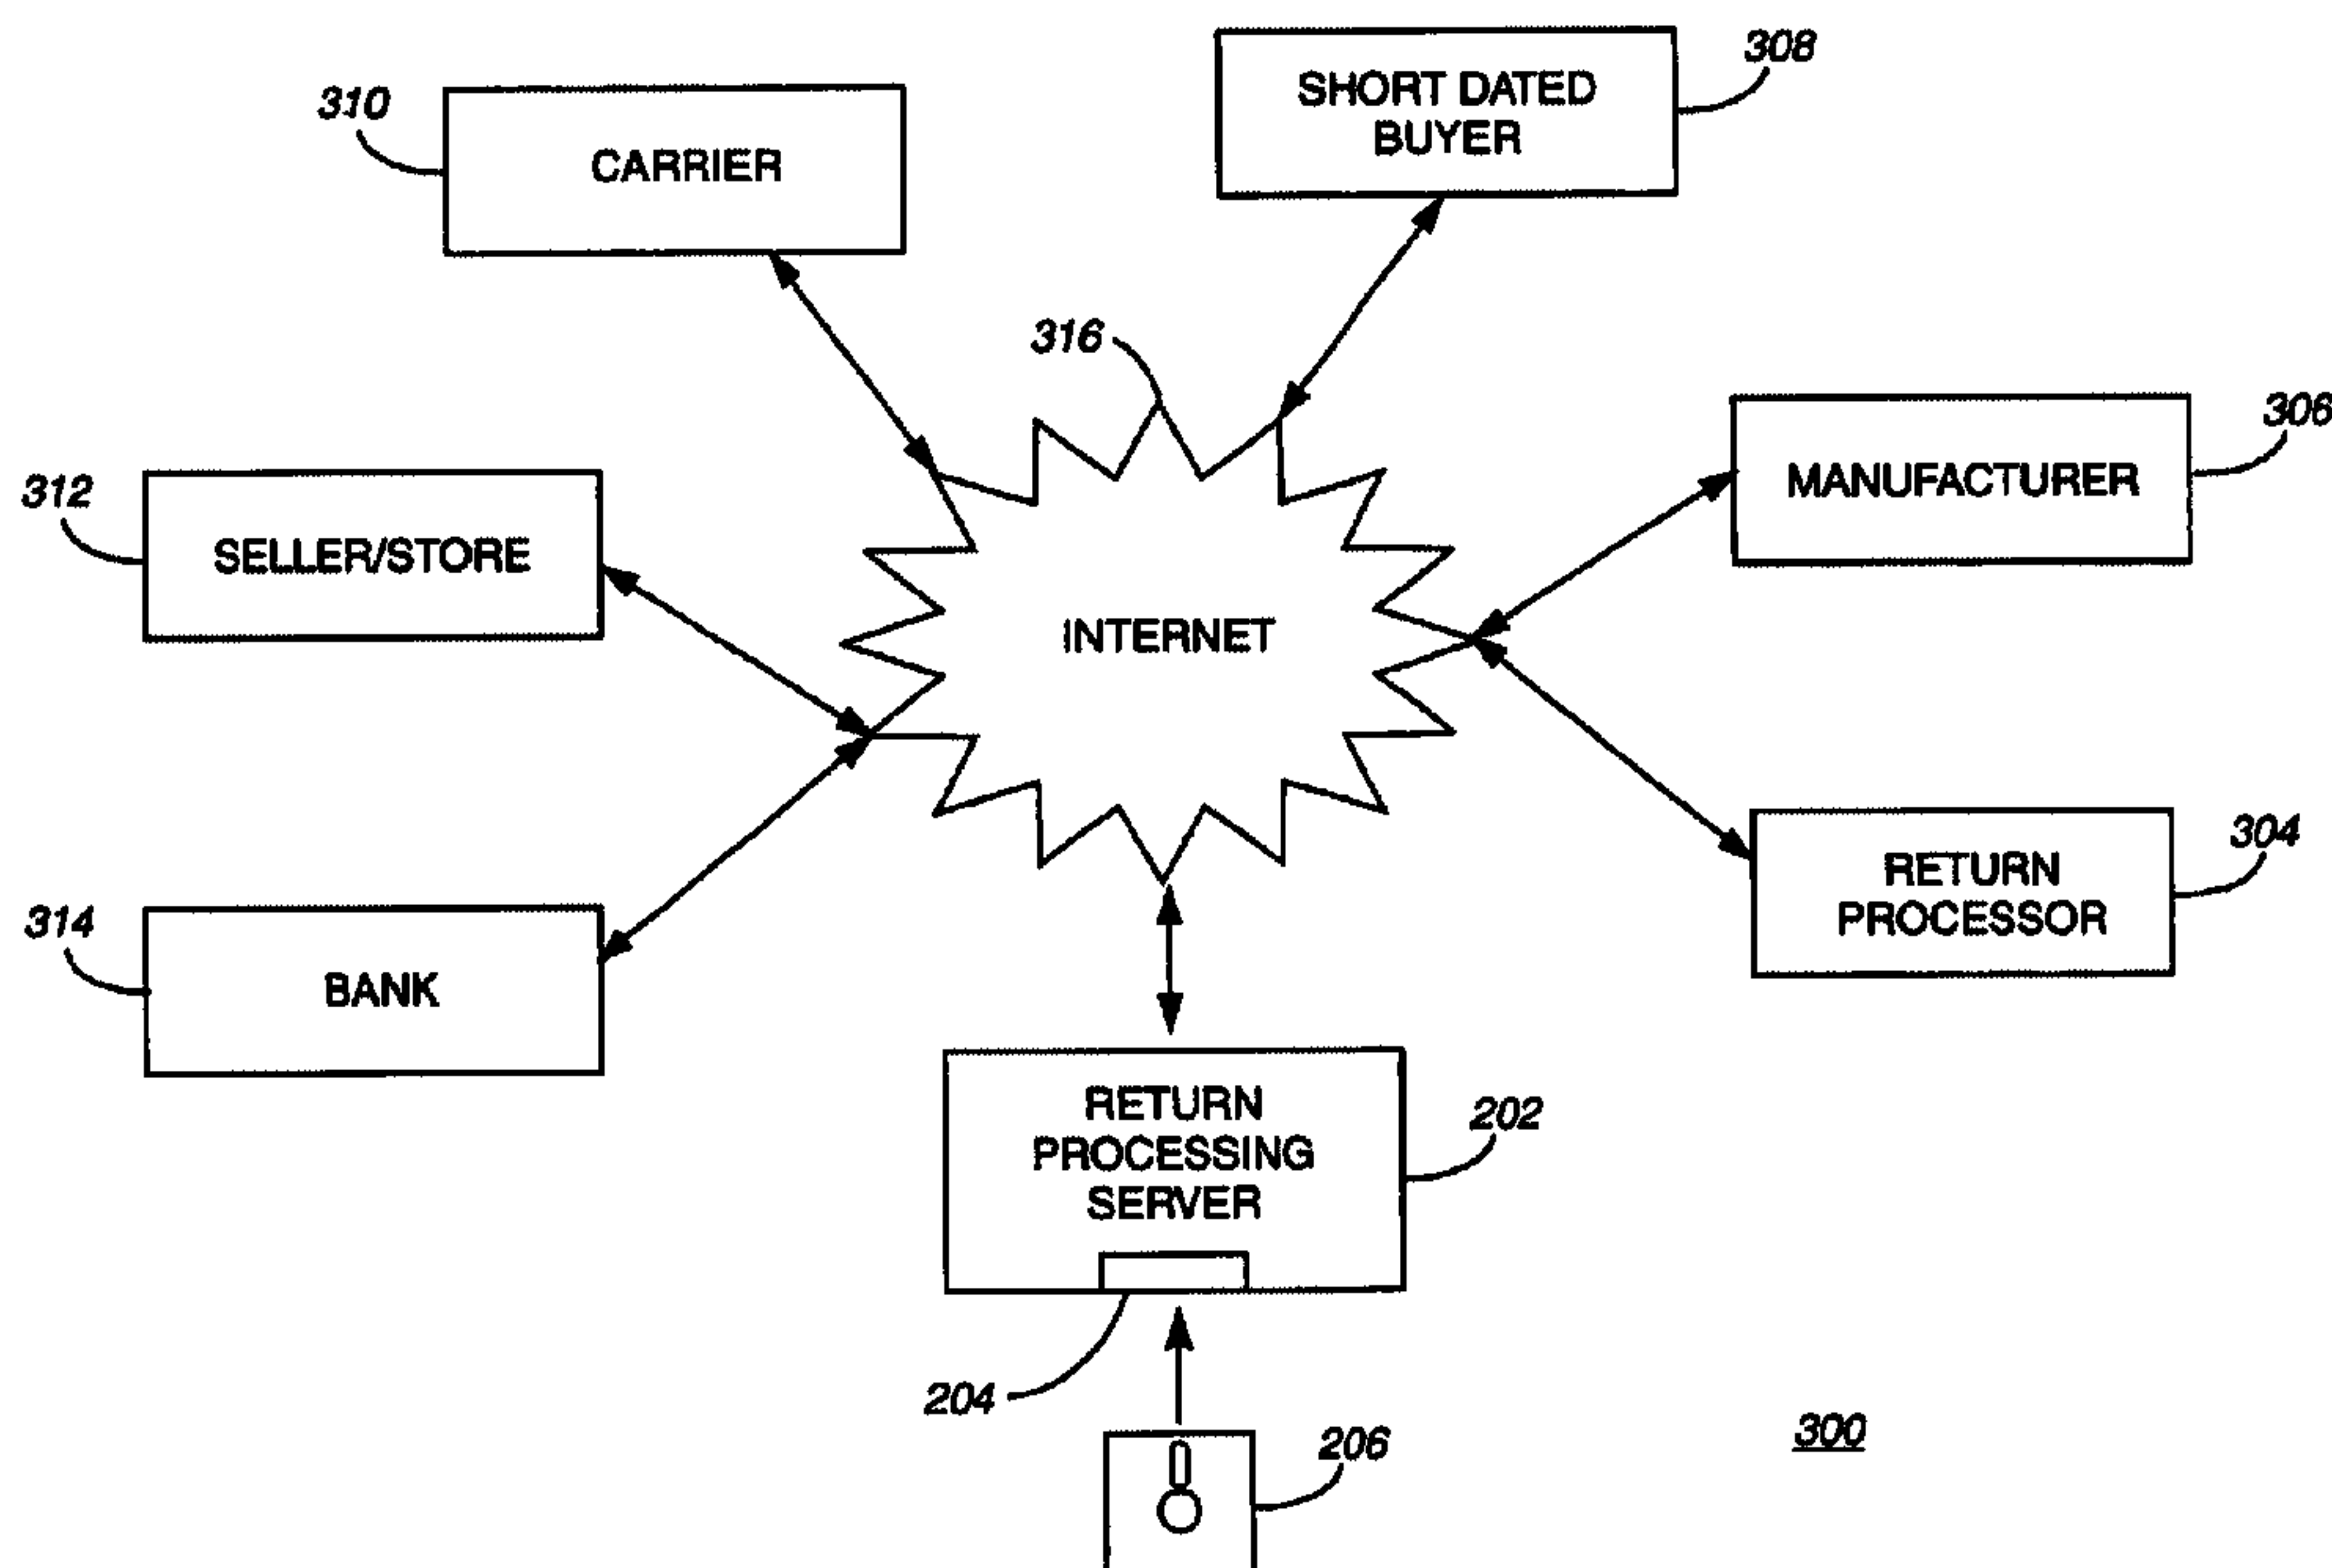 308
SHORT DATED
BUYER
310
CARRIER
316
306
MANUFACTURER
312
SELLER/STORE
INTERNET
304
RETURN
PROCESSOR
314
BANK
202
RETURN
PROCESSING
SERVER
204
206
300